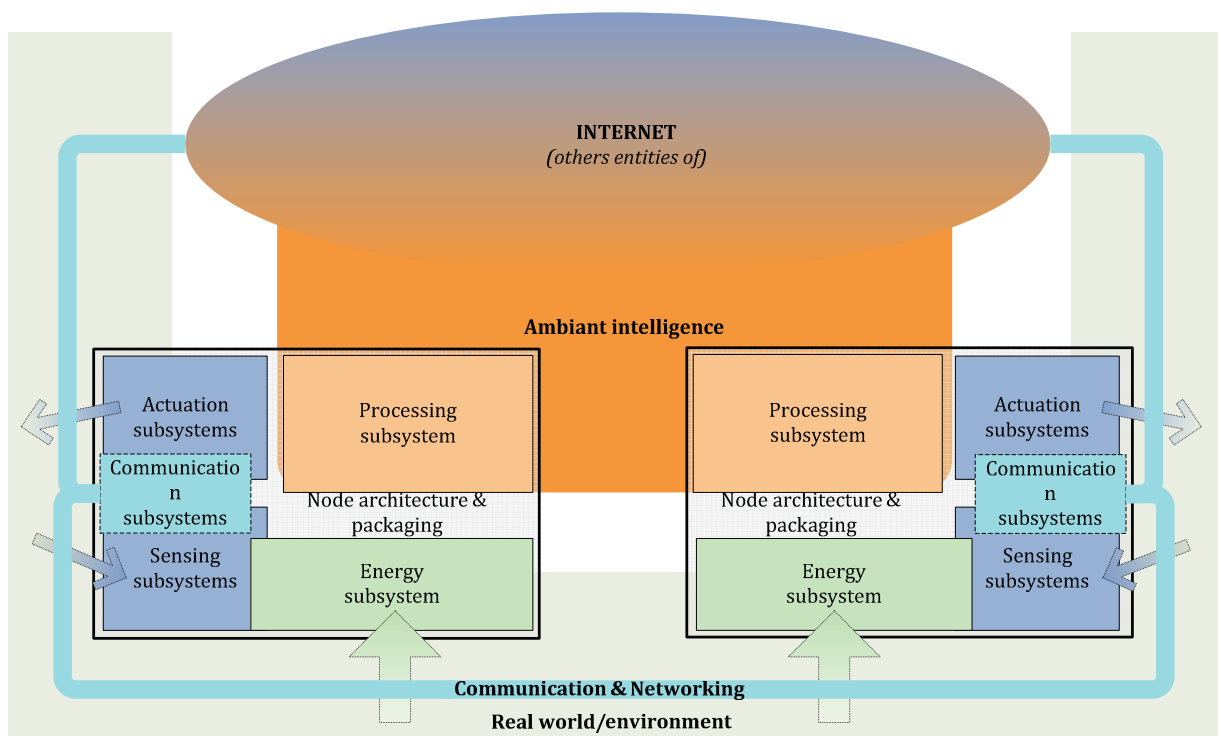 INTERNET
(others entities of)
Ambiant intelligence
Actuation
subsystems
Processing
subsystem
Communicatio
n
subsystems
Node architecture &
packaging
Sensing
subsystems
Energy
subsystem
Processing
subsystem
Actuation
subsystems
Communicatio
n
subsystems
Node architecture &
packaging
Energy
subsystem
Sensing
subsystems
Communication & Networking
Real world/environment